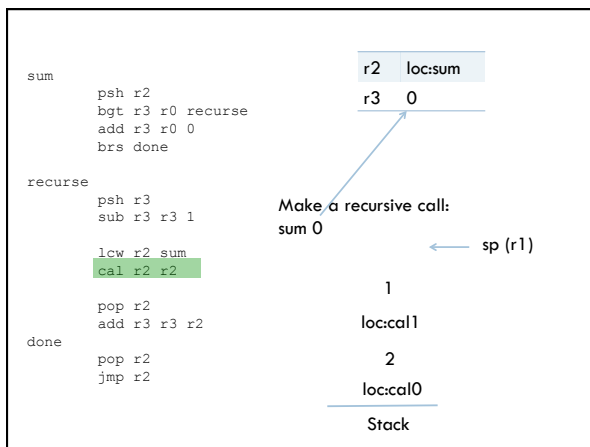 sum
psh r2
bgt r3 r0 recurse
add r3 r0 0
brs done
recurse
psh r3
sub r3 r3 1
lcw r2 sum
cal r2 r2
pop r2
add r3 r3 r2
done
pop r2
jmp r2
r2 loc:sum
r3 0
Make a recursive call:
sum 0
sp (r1)
1
loc:cal1
2
loc:cal0
Stack